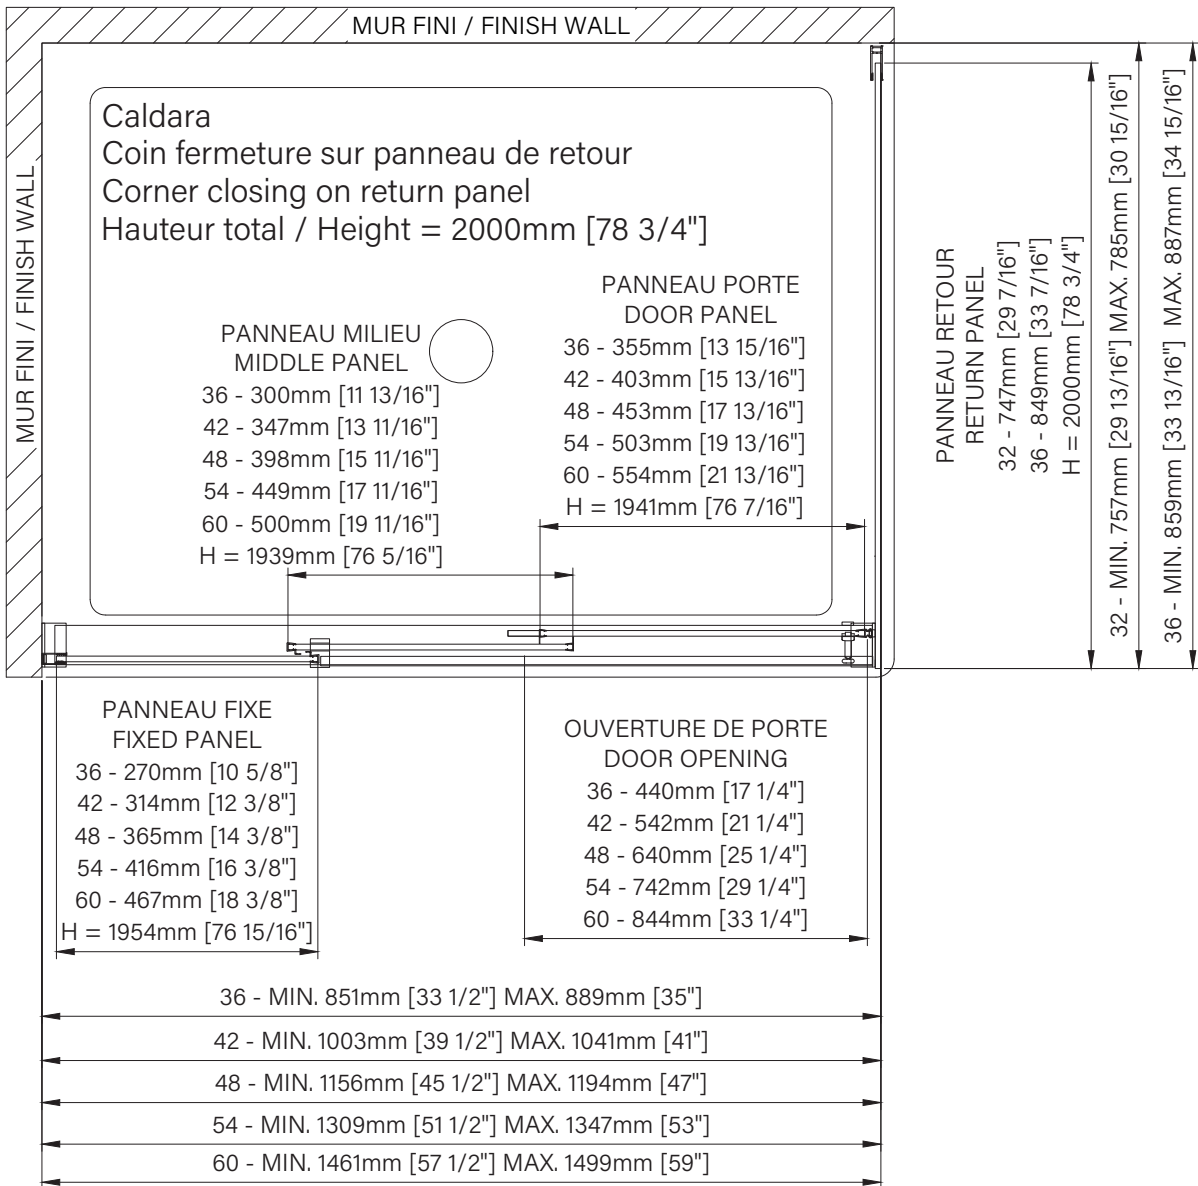 MUR FINI / FINISH WALL
MUR FINI / FINISH WALL
Caldara
Coin fermeture sur panneau de retour
Corner closing on return panel
Hauteur total / Height = 2000mm [78 3/4"]
PANNEAU MILIEU
MIDDLE PANEL
36 - 300mm [11 13/16"]
42 - 347mm [13 11/16"]
48 - 398mm [15 11/16"]
54 - 449mm [17 11/16"]
60 - 500mm [19 11/16"]
H = 1939mm [76 5/16"]
PANNEAU PORTE
DOOR PANEL
36 - 355mm [13 15/16"]
42 - 403mm [15 13/16"]
48 - 453mm [17 13/16"]
54 - 503mm [19 13/16"]
60 - 554mm [21 13/16"]
H = 1941mm [76 7/16"]
PANNEAU RETOUR
RETURN PANEL
32 - 747mm [29 7/16"]
36 - 849mm [33 7/16"]
H = 2000mm [78 3/4"]
32 - MIN. 757mm [29 13/16"] MAX. 785mm [30 15/16"]
36 - MIN. 859mm [33 13/16"] MAX. 887mm [34 15/16"]
PANNEAU FIXE
FIXED PANEL
36 - 270mm [10 5/8"]
42 - 314mm [12 3/8"]
48 - 365mm [14 3/8"]
54 - 416mm [16 3/8"]
60 - 467mm [18 3/8"]
H = 1954mm [76 15/16"]
OUVERTURE DE PORTE
DOOR OPENING
36 - 440mm [17 1/4"]
42 - 542mm [21 1/4"]
48 - 640mm [25 1/4"]
54 - 742mm [29 1/4"]
60 - 844mm [33 1/4"]
36 - MIN. 851mm [33 1/2"] MAX. 889mm [35"]
42 - MIN. 1003mm [39 1/2"] MAX. 1041mm [41"]
48 - MIN. 1156mm [45 1/2"] MAX. 1194mm [47"]
54 - MIN. 1309mm [51 1/2"] MAX. 1347mm [53"]
60 - MIN. 1461mm [57 1/2"] MAX. 1499mm [59"]